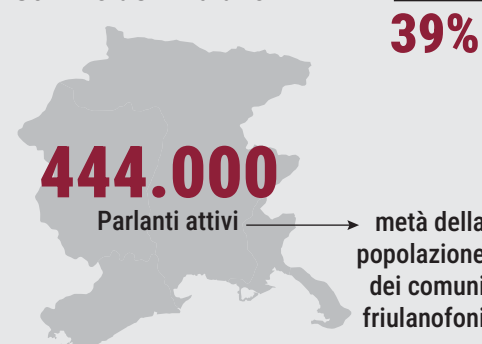 39%
444.000
Parlanti attivi
metà della
popolazione
dei comuni
friulanofoni